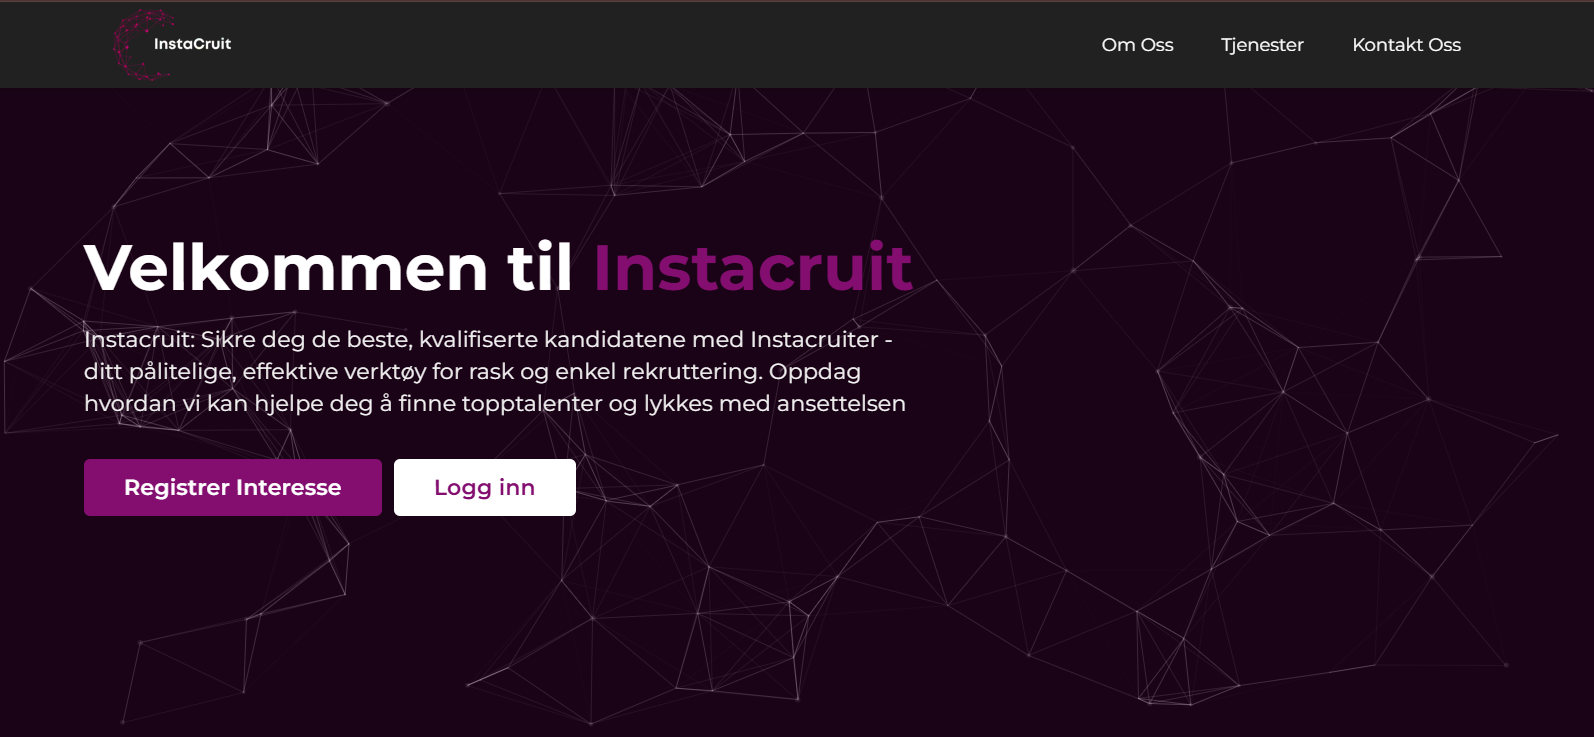 InstaCruit
Om Oss
Tjenester
Kontakt Oss
Velkommen til Instacruit
Instacruit: Sikre deg de beste, kvalifiserte kandidatene med Instacruiter -
ditt pålitelige, effektive verktøy for rask og enkel rekruttering. Oppdag
hvordan vi kan hjelpe deg å finne topptalenter og lykkes med ansettelsen
Registrer Interesse
Logg inn